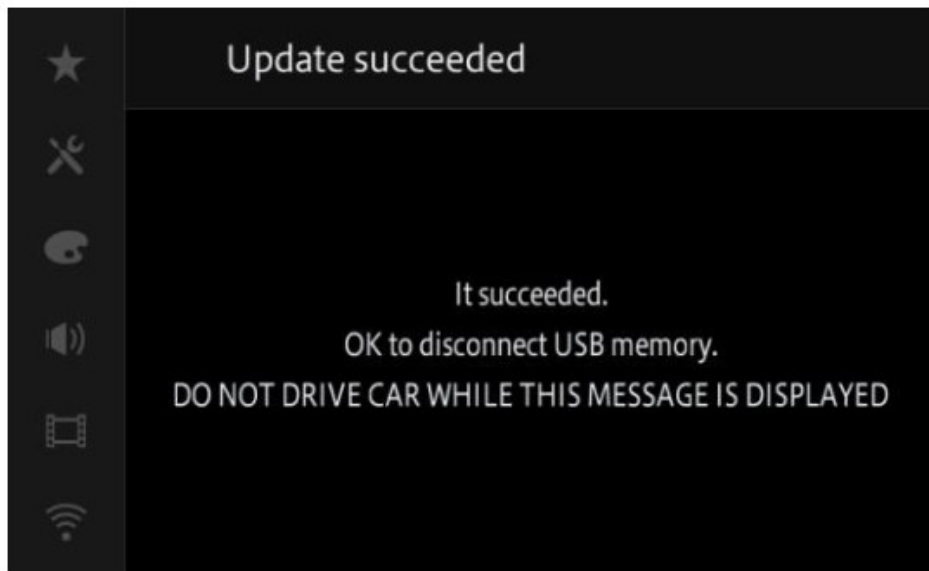 Update succeeded
It succeeded.
OK to disconnect USB memory.
DO NOT DRIVE CAR WHILE THIS MESSAGE IS DISPLAYED